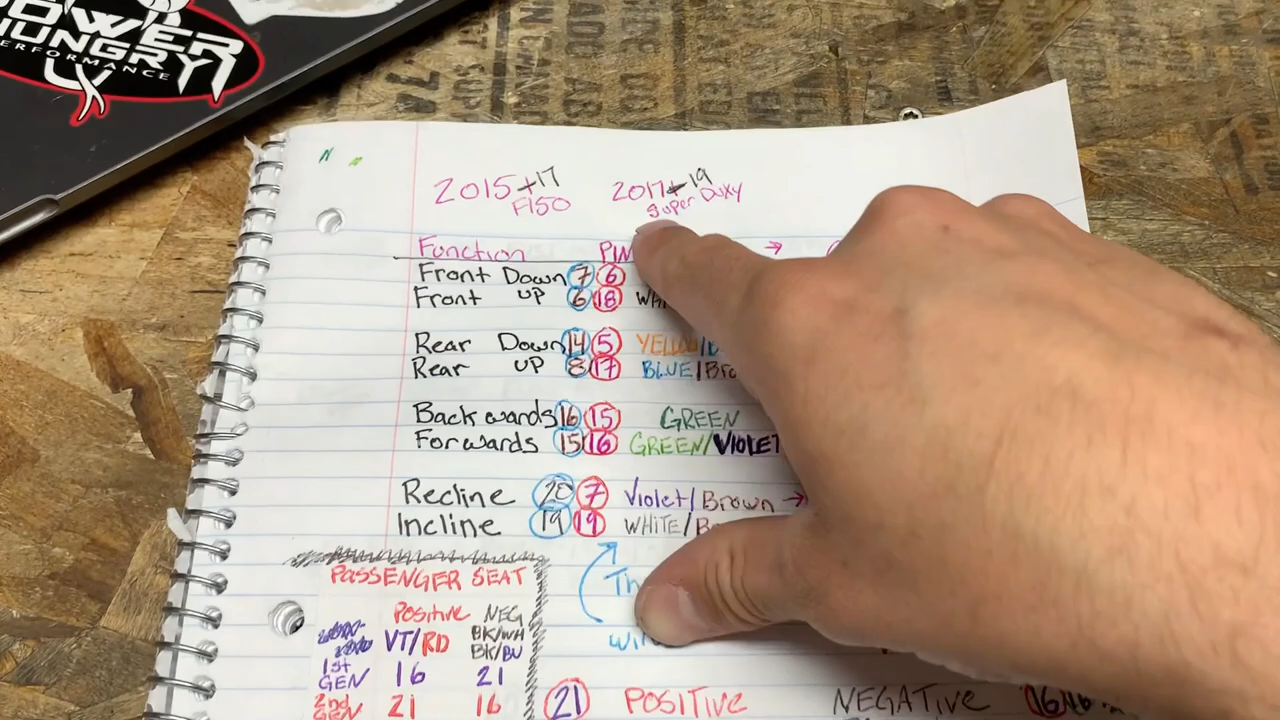 POWER
HUNGRY
PERFORMANCE
2015+17 2017+19
F150 Super Duty
Fonction PIN →
Front Down 7 6
Front UP 6 18
Rear Down 14 5 YELLOW/
Rear UP 8 17 BLUE/Bro
Backwards 16 15 GREEN
Forwards 15 16 GREEN/VIOLET
Recline 20 7 Violet/Brown →
Incline 19 19 WHITE/B
PASSENGER SEAT
Positive NEG
VT/RD BK/WH
BK/BU
1st
GEN 16 21
2nd
GEN 21 16
21 POSITIVE NEGATIVE